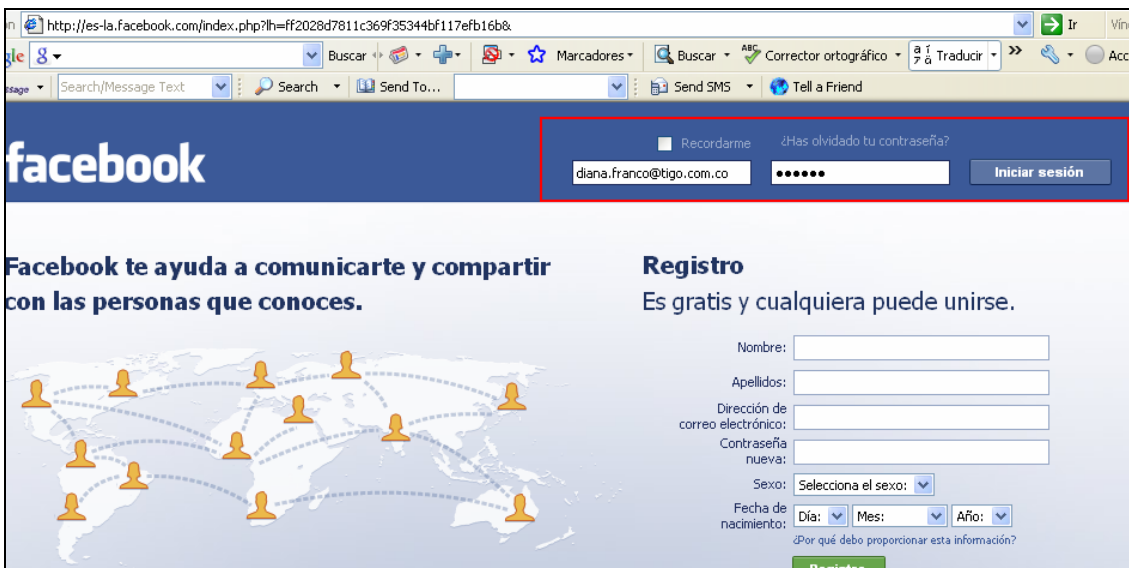 http://es-la.facebook.com/index.php?lh=ff2028d7811c369f35344bf117efb16b& Ir
Buscar Marcadores Buscar Corrector ortográfico Traducir
Search/Message Text Search Send To... Send SMS Tell a Friend
facebook
Recordarme ¿Has olvidado tu contraseña?
diana.franco@tigo.com.co •••••• Iniciar sesión
Facebook te ayuda a comunicarte y compartir
con las personas que conoces.
Registro
Es gratis y cualquiera puede unirse.
Nombre:
Apellidos:
Dirección de
correo electrónico:
Contraseña
nueva:
Sexo: Selecciona el sexo:
Fecha de
nacimiento: Día: Mes: Año:
¿Por qué debo proporcionar esta información?